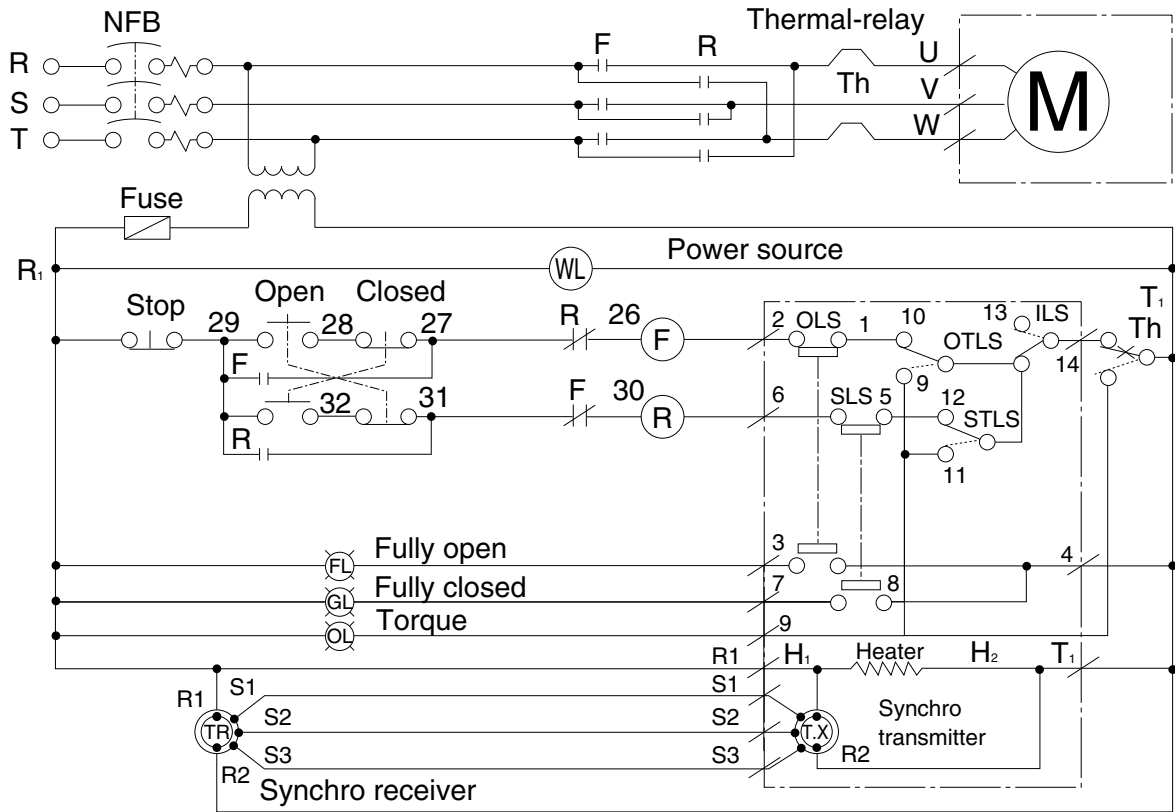 NFB
Thermal-relay
R
F
R
U
S
Th
V
T
W
M
Fuse
Power source
R₁
WL
T₁
Stop
Open
Closed
29
28
27
R
26
F
2
OLS
1
10
13
ILS
OTLS
Th
14
F
9
32
31
F
30
R
6
SLS
5
12
STLS
R
11
Fully open
FL
3
4
Fully closed
GL
7
8
Torque
OL
9
R1
H₁
Heater
H₂
T₁
R1
S1
S1
TR
S2
S2
T.X
Synchro
transmitter
R2
S3
S3
R2
Synchro receiver